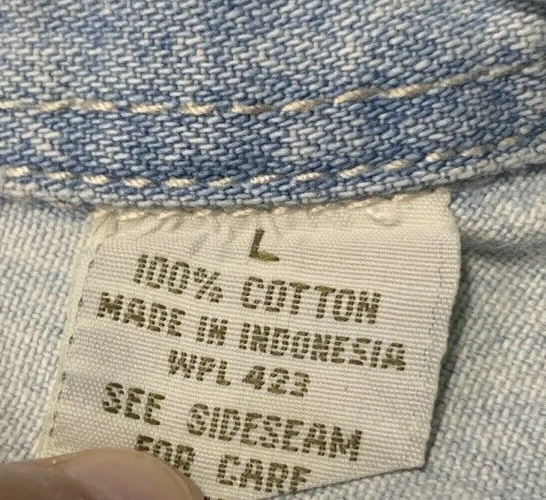 L
100% COTTON
MADE IN INDONESIA
WPL 423
SEE SIDESEAM
FOR CARE